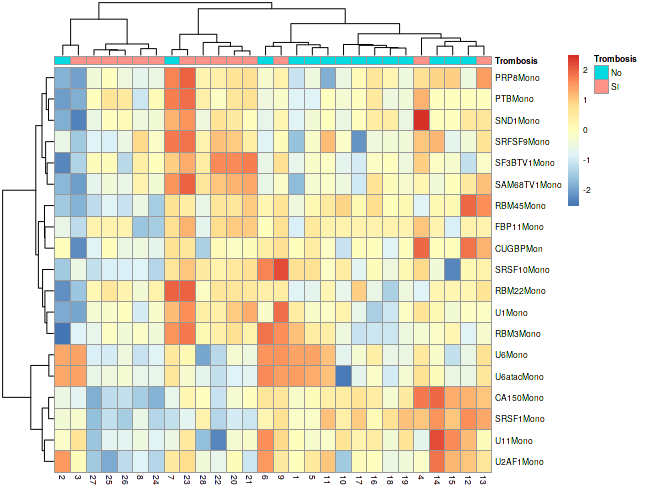 Trombosis
PRP8Mono
PTBMono
SND1Mono
SRFSF9Mono
SF3BTV1Mono
SAM68TV1Mono
RBM45Mono
FBP11Mono
CUGBPMon
SRSF10Mono
RBM22Mono
U1Mono
RBM3Mono
U6Mono
U6atacMono
CA150Mono
SRSF1Mono
U11Mono
U2AF1Mono
2 3 27 25 26 8 24 7 23 28 22 20 21 6 9 1 5 11 10 17 16 18 19 4 14 15 12 13
2
1
0
-1
-2
Trombosis
No
SI